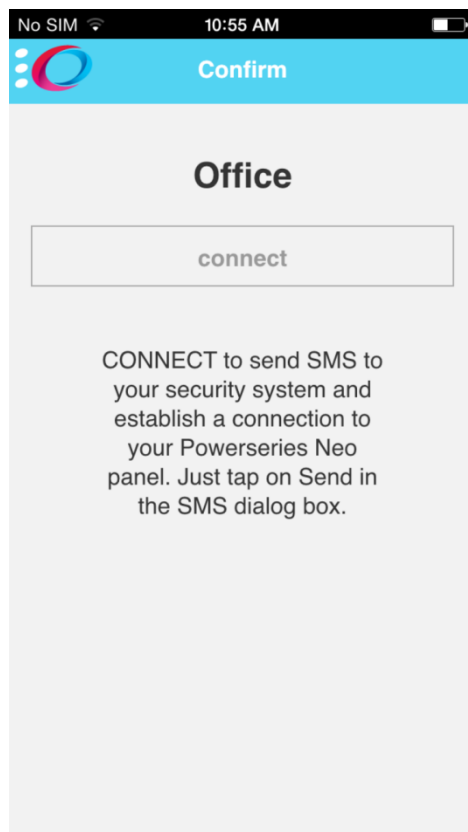 No SIM 10:55 AM
Confirm
Office
connect
CONNECT to send SMS to
your security system and
establish a connection to
your Powerseries Neo
panel. Just tap on Send in
the SMS dialog box.